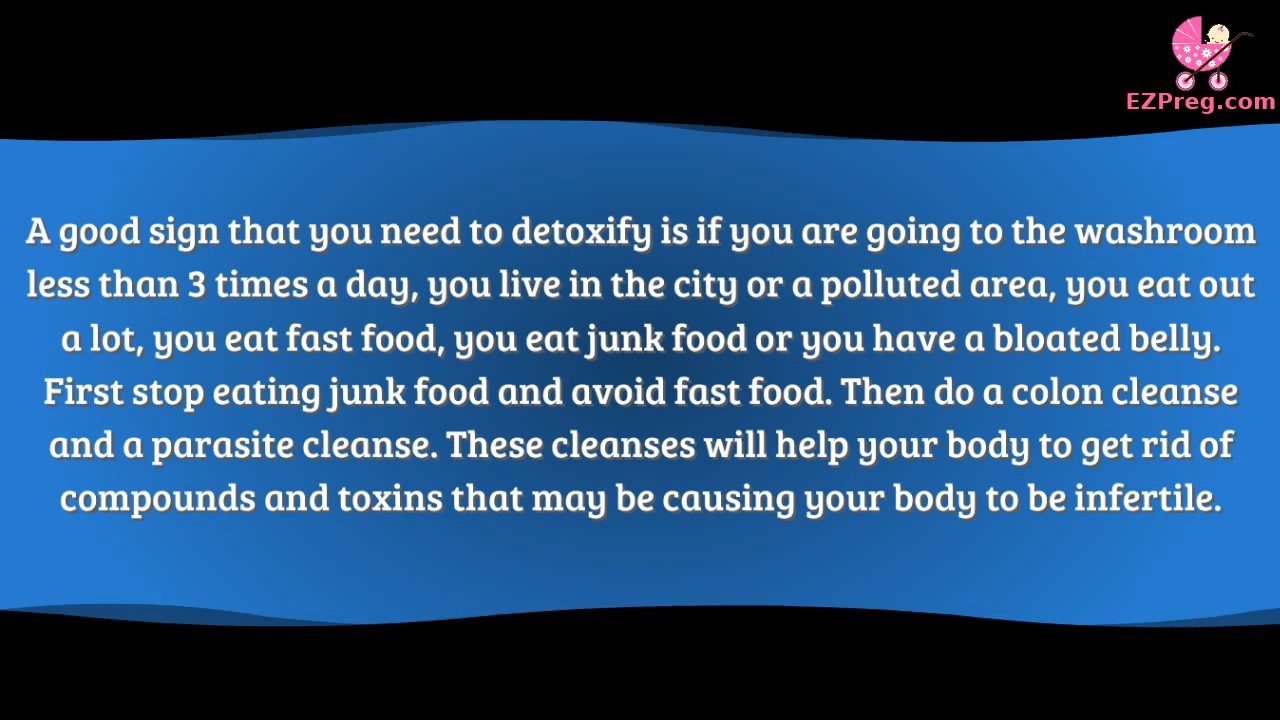 EZPreg.com
A good sign that you need to detoxify is if you are going to the washroom
less than 3 times a day, you live in the city or a polluted area, you eat out
a lot, you eat fast food, you eat junk food or you have a bloated belly.
First stop eating junk food and avoid fast food. Then do a colon cleanse
and a parasite cleanse. These cleanses will help your body to get rid of
compounds and toxins that may be causing your body to be infertile.